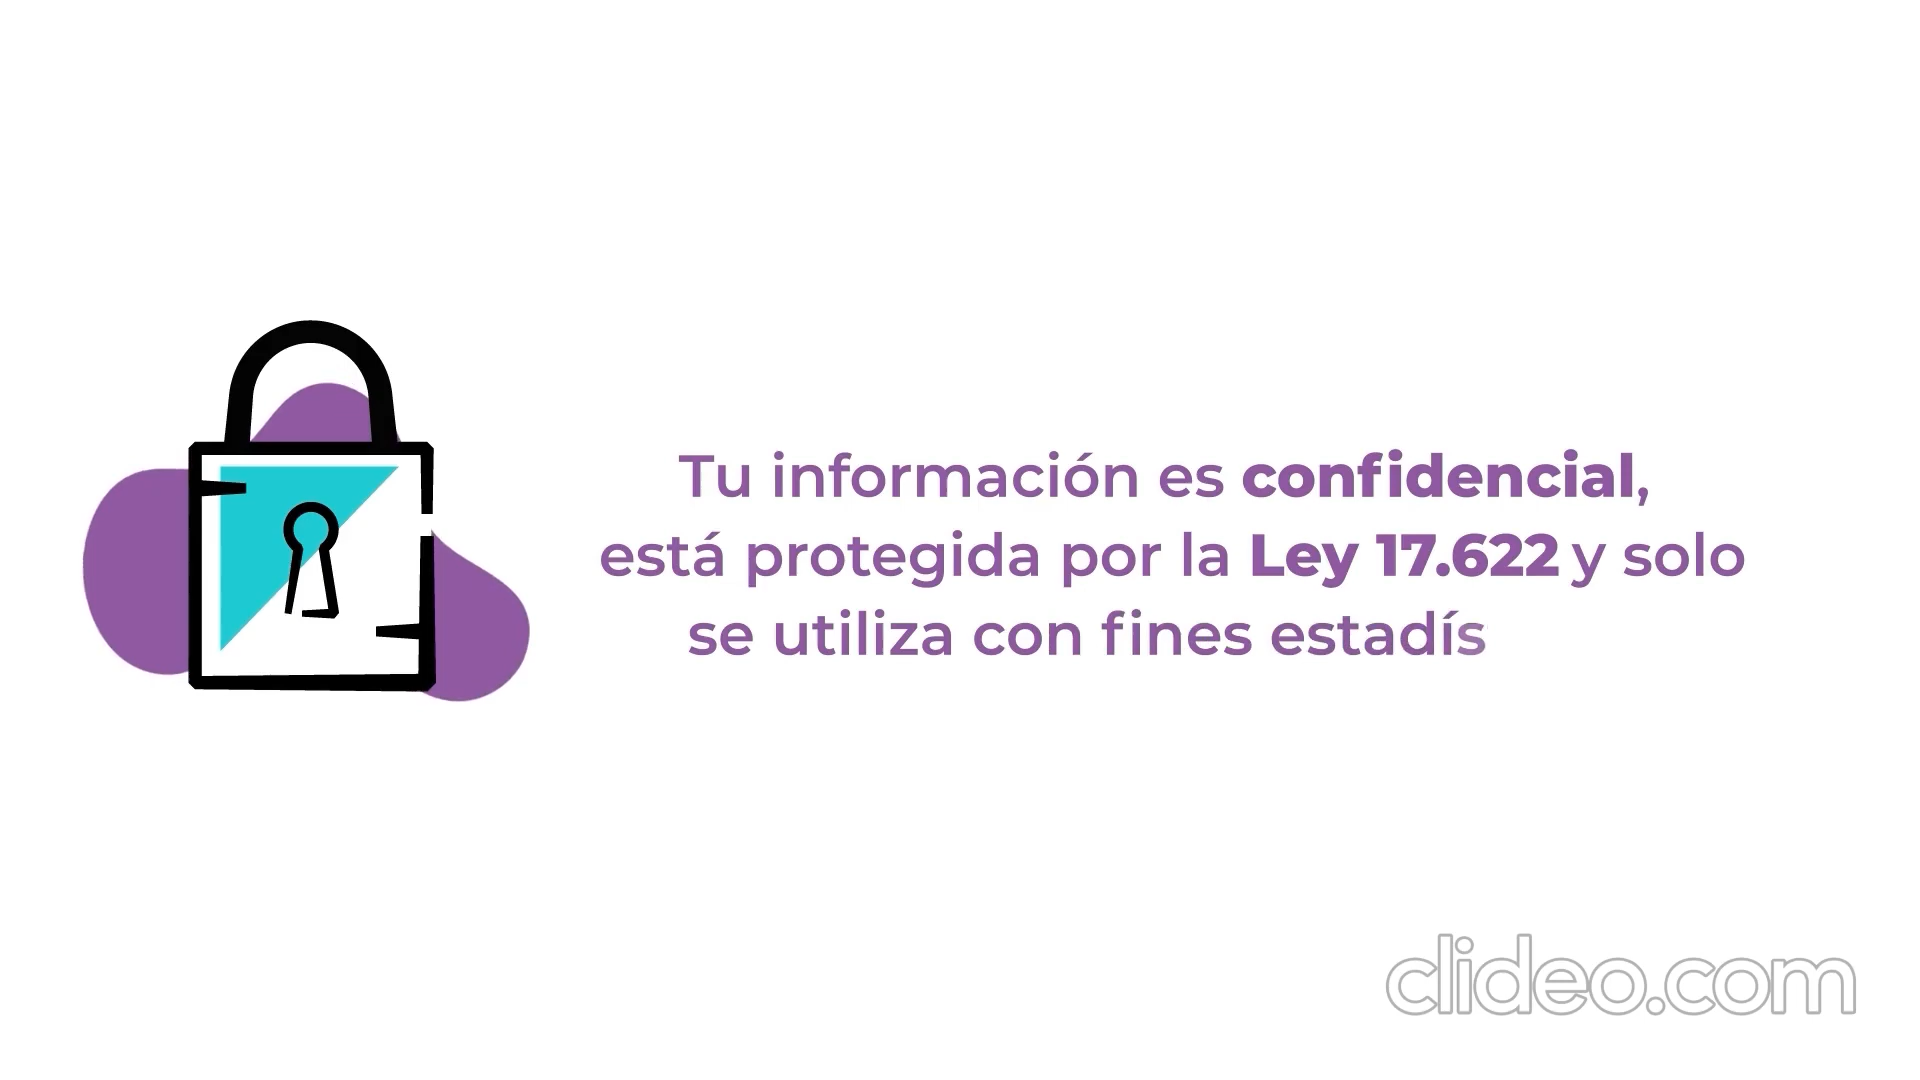 Tu información es confidencial,
está protegida por la Ley 17.622 y solo
se utiliza con fines estadís
clideo.com